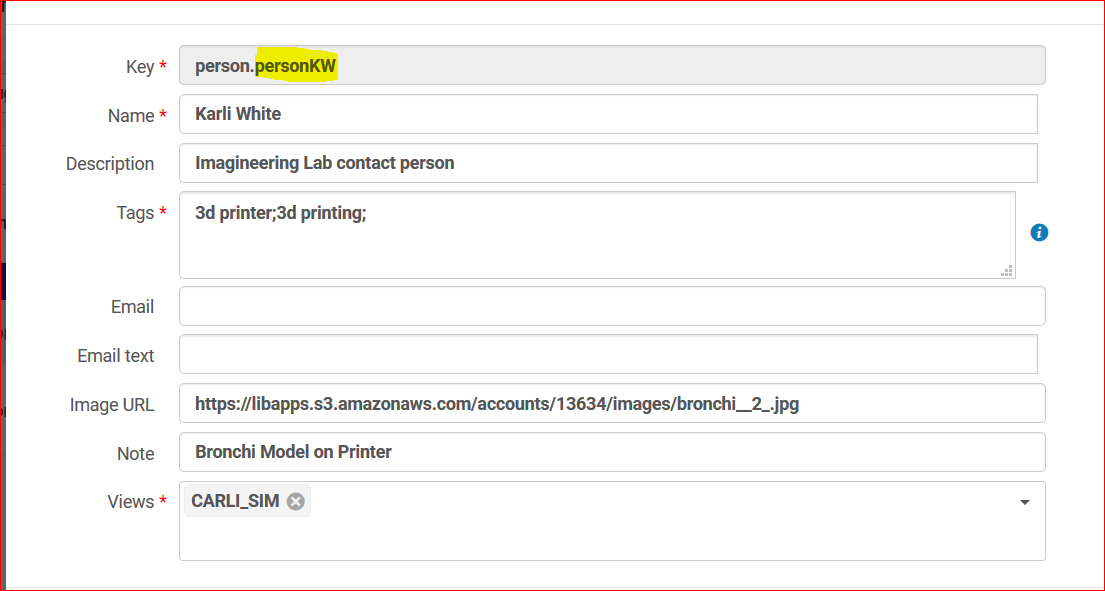 Key * person.personKW
Name * Karli White
Description Imagineering Lab contact person
Tags * 3d printer;3d printing;
Email
Email text
Image URL https://libapps.s3.amazonaws.com/accounts/13634/images/bronchi__2_.jpg
Note Bronchi Model on Printer
Views * CARLI_SIM